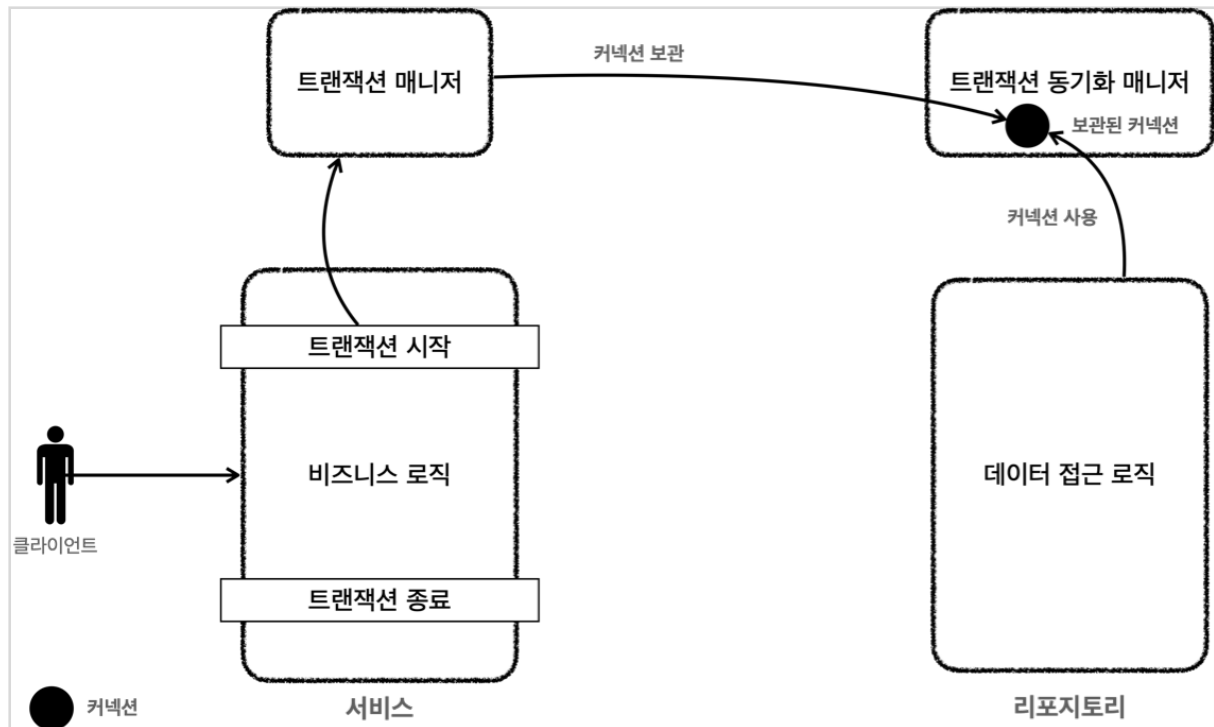 커넥션 보관
트랜잭션 매니저
트랜잭션 동기화 매니저
보관된 커넥션
커넥션 사용
트랜잭션 시작
비즈니스 로직
데이터 접근 로직
클라이언트
트랜잭션 종료
커넥션
서비스
리포지토리